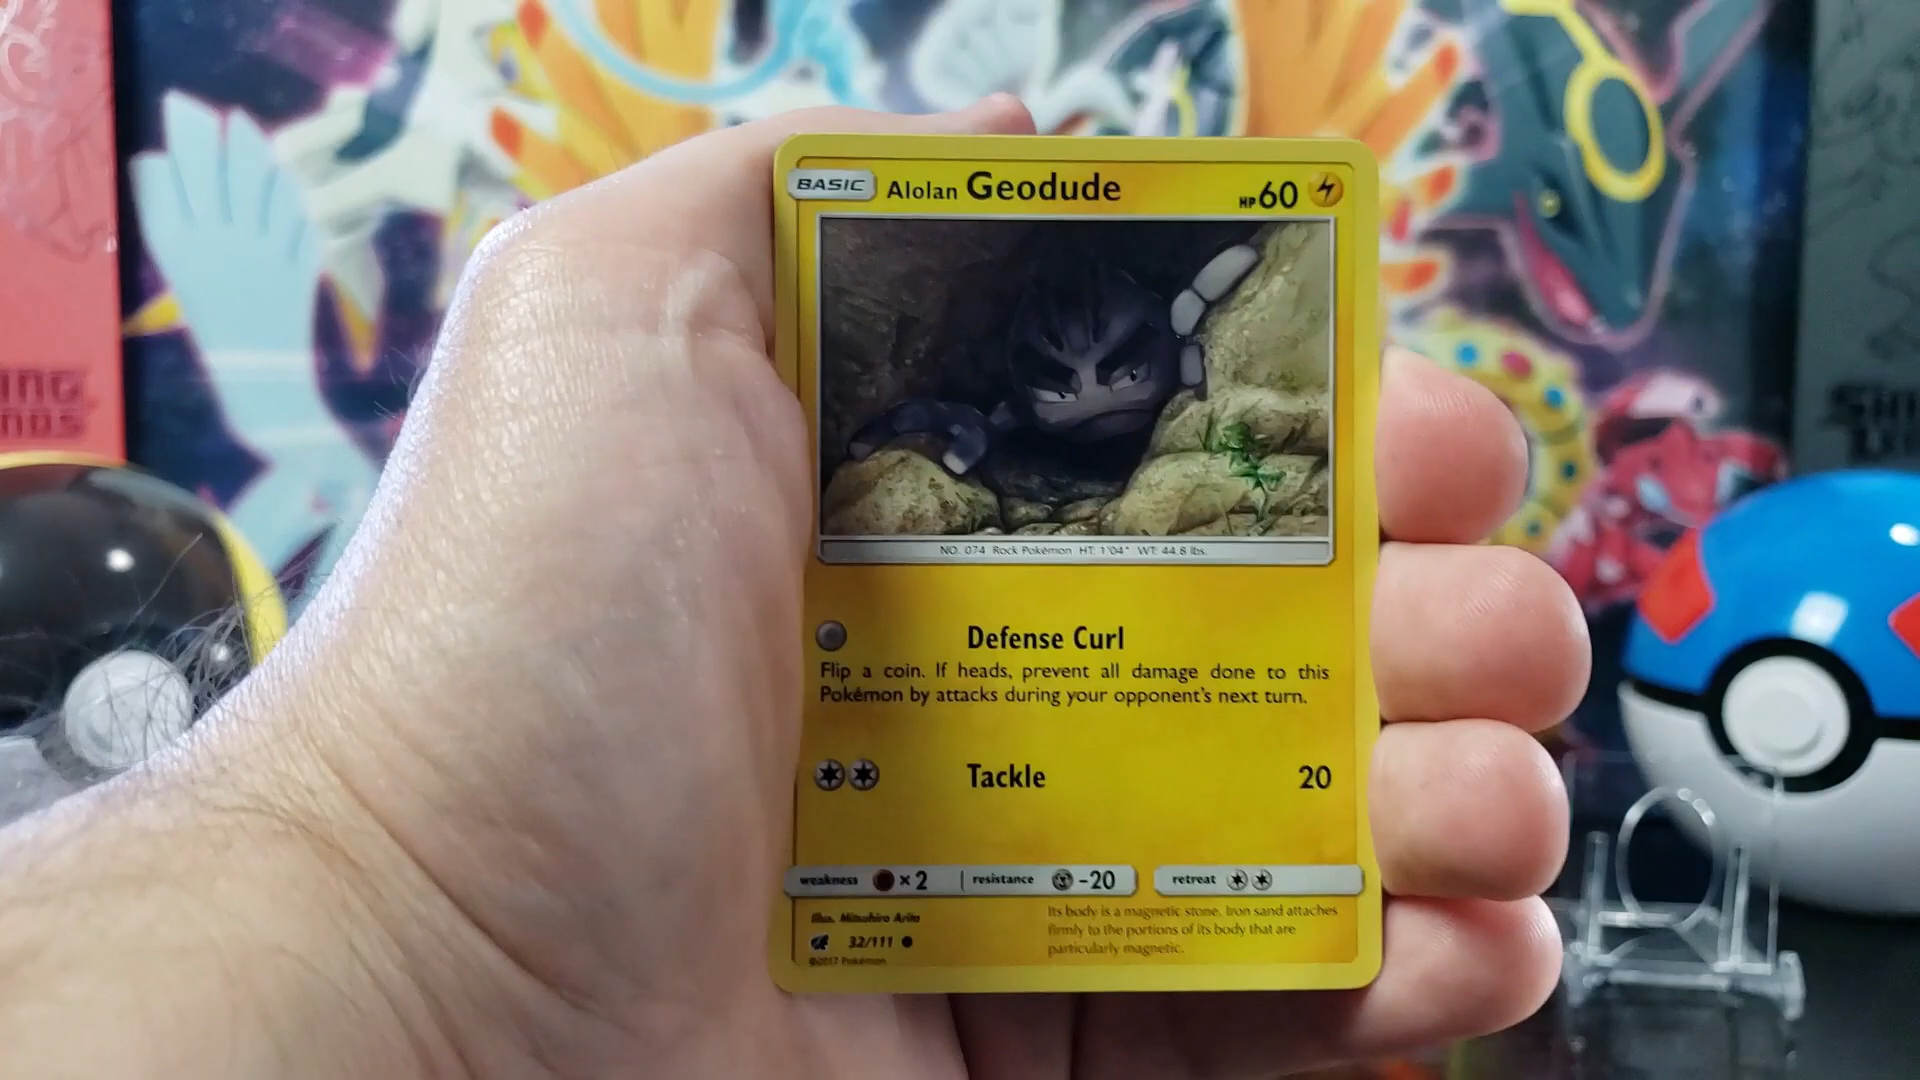 BASIC Alolan Geodude HP 60
NO. 074 Rock Pokémon HT: 1'04" WT: 44.8 lbs.
Defense Curl
Flip a coin. If heads, prevent all damage done to this
Pokémon by attacks during your opponent's next turn.
Tackle 20
weakness ×2 resistance -20 retreat
Illus. Mitsuhiro Arita
32/111
©2017 Pokémon
Its body is a magnetic stone. Iron sand attaches
firmly to the portions of its body that are
particularly magnetic.